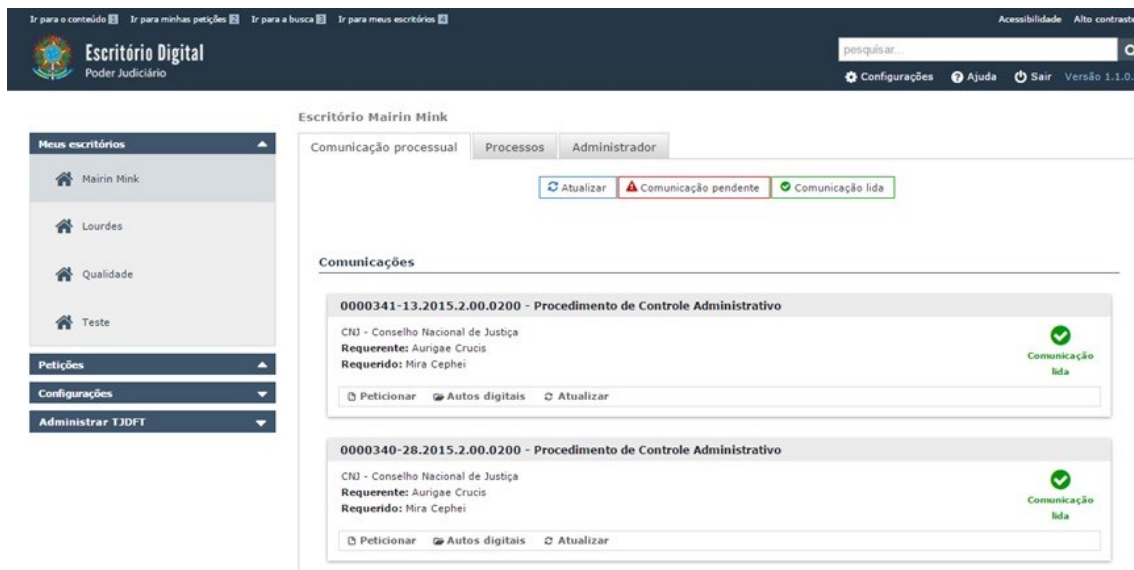 Ir para o conteúdo 1 Ir para minhas petições 2 Ir para a busca 3 Ir para meus escritórios 4 Acessibilidade Alto contraste
Escritório Digital
Poder Judiciário
pesquisar...
Configurações Ajuda Sair Versão 1.1.0.
Escritório Mairin Mink
Meus escritórios
Mairin Mink
Lourdes
Qualidade
Teste
Petições
Configurações
Administrar TJDFT
Comunicação processual Processos Administrador
Atualizar Comunicação pendente Comunicação lida
Comunicações
0000341-13.2015.2.00.0200 - Procedimento de Controle Administrativo
CNJ - Conselho Nacional de Justiça
Requerente: Aurigae Crucis
Requerido: Mira Cephei
Comunicação
lida
Peticionar Autos digitais Atualizar
0000340-28.2015.2.00.0200 - Procedimento de Controle Administrativo
CNJ - Conselho Nacional de Justiça
Requerente: Aurigae Crucis
Requerido: Mira Cephei
Comunicação
lida
Peticionar Autos digitais Atualizar